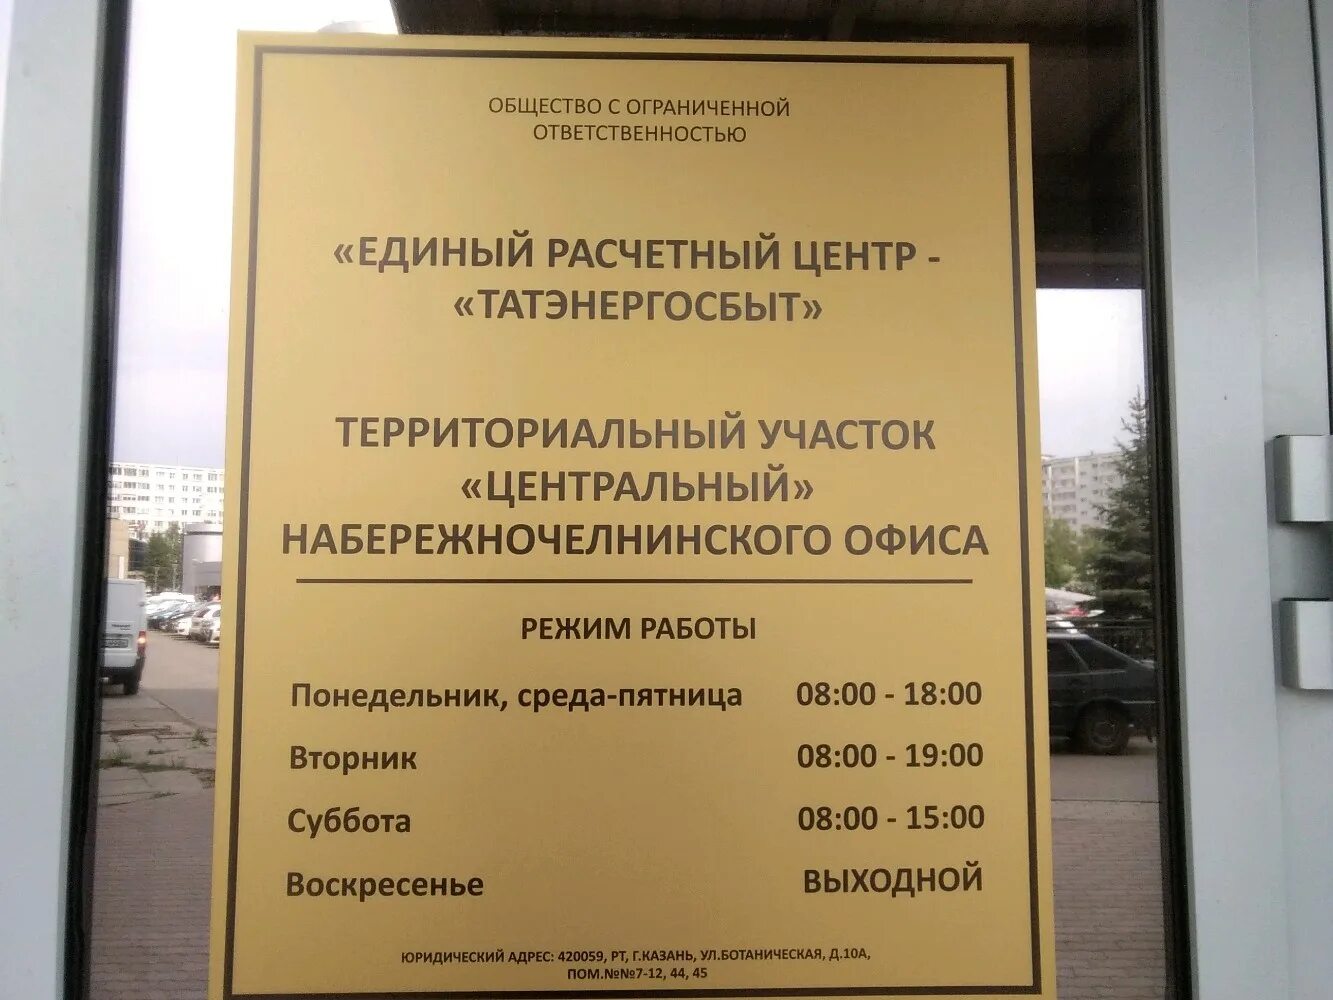 ОБЩЕСТВО С ОГРАНИЧЕННОЙ
ОТВЕТСТВЕННОСТЬЮ
«ЕДИНЫЙ РАСЧЕТНЫЙ ЦЕНТР -
«ТАТЭНЕРГОСБЫТ»
ТЕРРИТОРИАЛЬНЫЙ УЧАСТОК
«ЦЕНТРАЛЬНЫЙ»
НАБЕРЕЖНОЧЕЛНИНСКОГО ОФИСА
РЕЖИМ РАБОТЫ
Понедельник, среда-пятница 08:00 - 18:00
Вторник 08:00 - 19:00
Суббота 08:00 - 15:00
Воскресенье ВЫХОДНОЙ
ЮРИДИЧЕСКИЙ АДРЕС: 420059, РТ, Г.КАЗАНЬ, УЛ.БОТАНИЧЕСКАЯ, Д.10А,
ПОМ.№№7-12, 44, 45